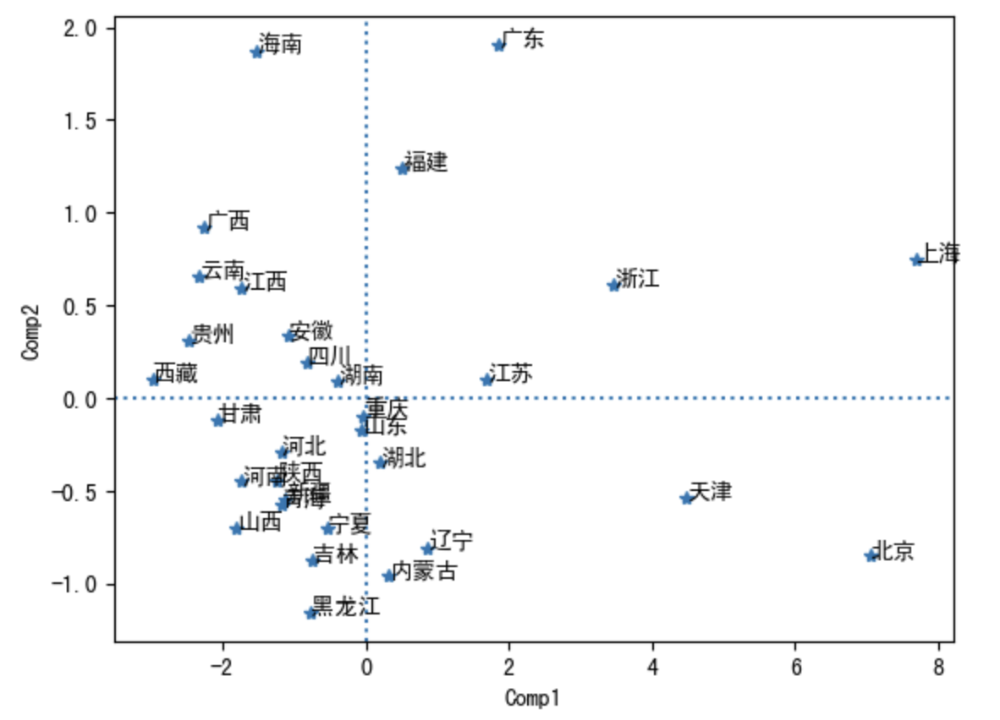 2.0
海南
广东
1.5
福建
1.0
广西
上海
云南
江西
浙江
0.5
贵州
安徽
四川
西藏
湖南
江苏
Comp2
0.0
重庆
甘肃
山东
河北
湖北
河南
陕西
新疆
青海
-0.5
天津
山西
宁夏
辽宁
吉林
北京
内蒙古
-1.0
黑龙江
-2
0
2
4
6
8
Comp1